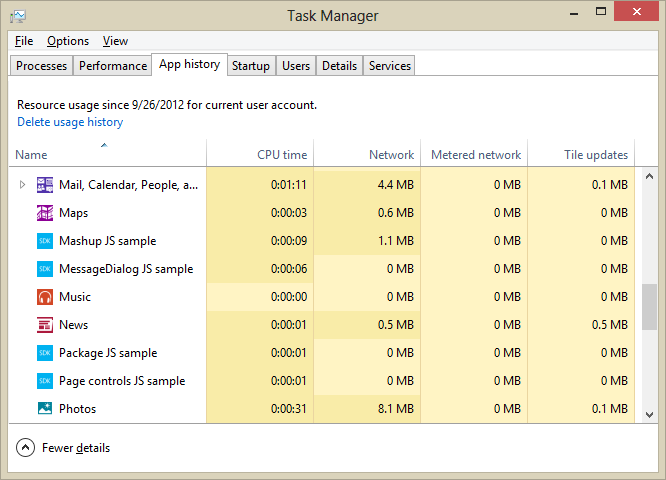 Task Manager
File Options View
Processes Performance App history Startup Users Details Services
Resource usage since 9/26/2012 for current user account.
Delete usage history
Name CPU time Network Metered network Tile updates
Mail, Calendar, People, a... 0:01:11 4.4 MB 0 MB 0.1 MB
Maps 0:00:03 0.6 MB 0 MB 0 MB
SDK Mashup JS sample 0:00:09 1.1 MB 0 MB 0 MB
SDK MessageDialog JS sample 0:00:06 0 MB 0 MB 0 MB
Music 0:00:00 0 MB 0 MB 0 MB
News 0:00:01 0.5 MB 0 MB 0.5 MB
SDK Package JS sample 0:00:01 0 MB 0 MB 0 MB
SDK Page controls JS sample 0:00:01 0 MB 0 MB 0 MB
Photos 0:00:31 8.1 MB 0 MB 0.1 MB
Fewer details